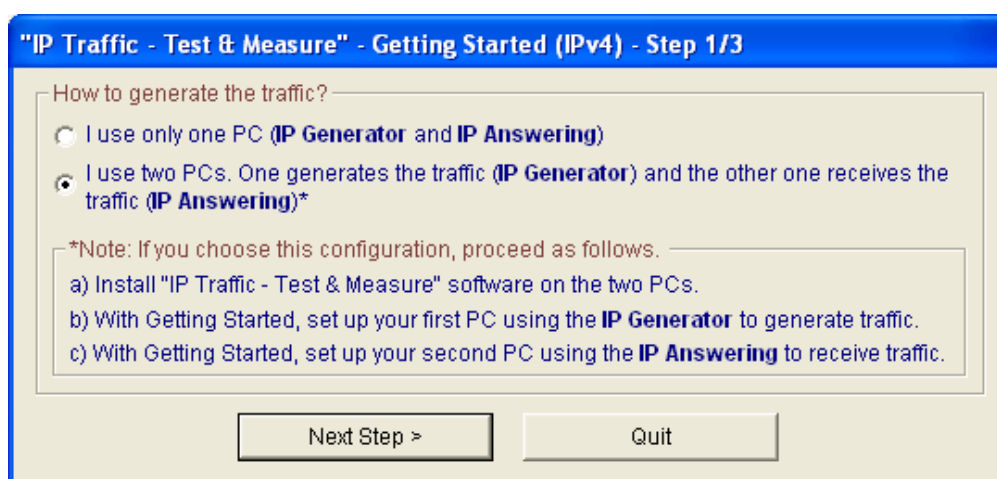 "IP Traffic - Test & Measure" - Getting Started (IPv4) - Step 1/3
How to generate the traffic?
I use only one PC (IP Generator and IP Answering)
I use two PCs. One generates the traffic (IP Generator) and the other one receives the
traffic (IP Answering)*
*Note: If you choose this configuration, proceed as follows.
a) Install "IP Traffic - Test & Measure" software on the two PCs.
b) With Getting Started, set up your first PC using the IP Generator to generate traffic.
c) With Getting Started, set up your second PC using the IP Answering to receive traffic.
Next Step >
Quit